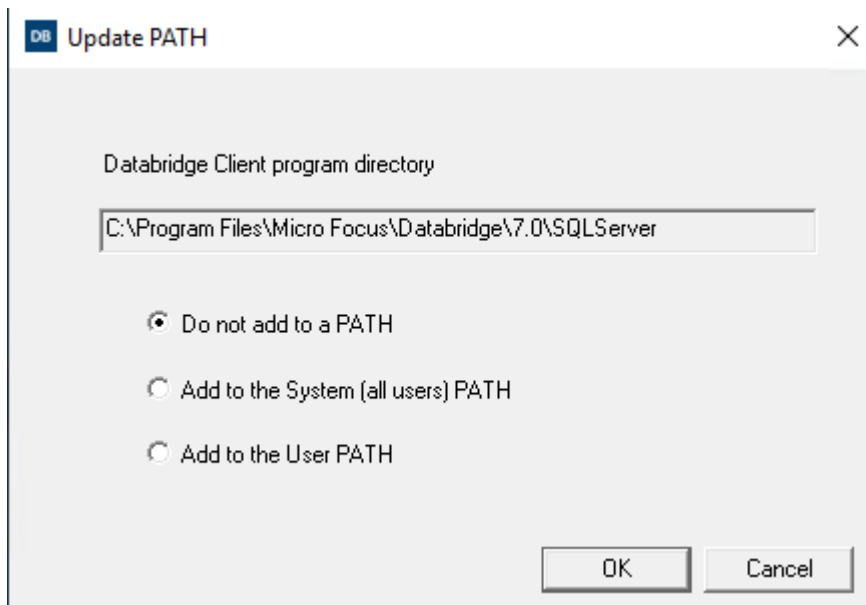 DB Update PATH
Databridge Client program directory
C:\Program Files\Micro Focus\Databridge\7.0\SQLServer
Do not add to a PATH
Add to the System (all users) PATH
Add to the User PATH
OK Cancel